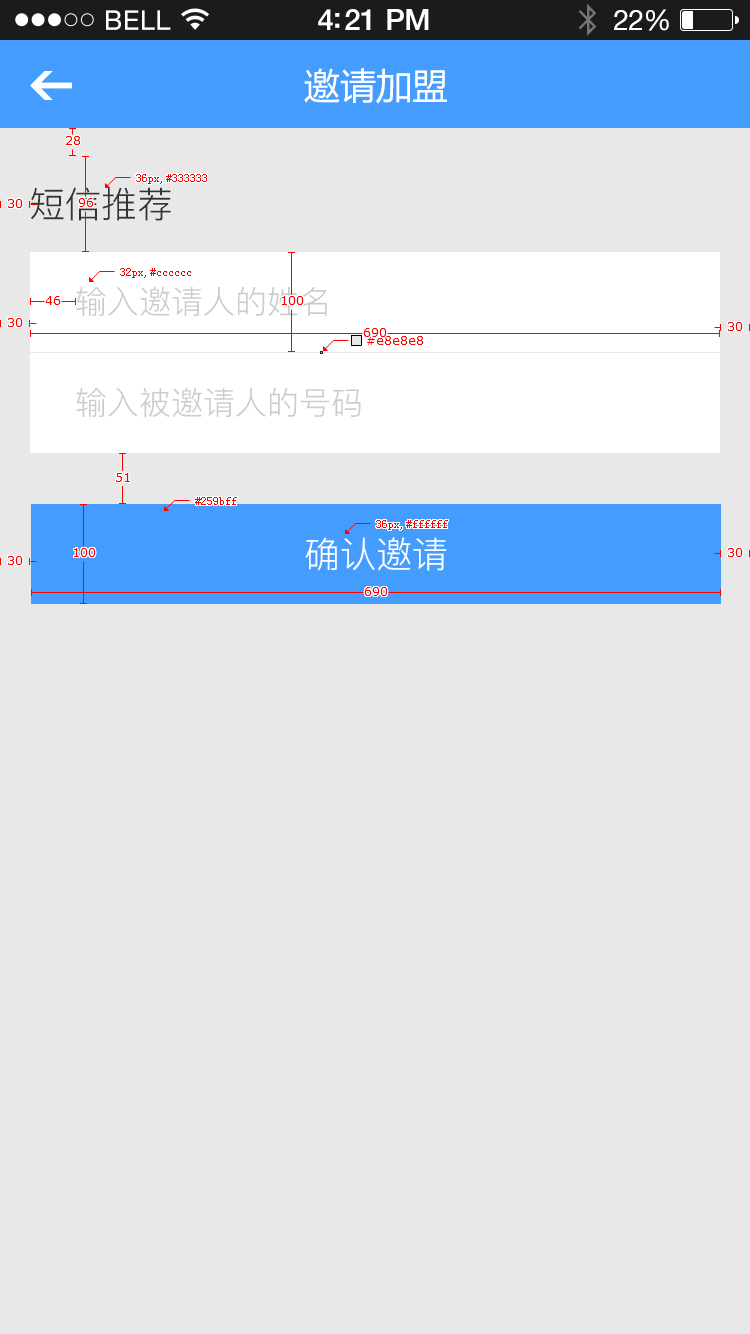 BELL 4:21 PM 22%
邀请加盟
28
36px,#333333
30 短信推荐 96
32px,#cccccc
46 输入邀请人的姓名 100
30 690 30
#e8e8e8
输入被邀请人的号码
51
#259bff
36px,#ffffff
30 100 确认邀请 30
690